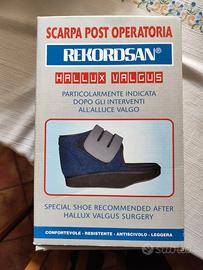 SCARPA POST OPERATORIA
REKORDSAN®
HALLUX VALGUS
PARTICOLARMENTE INDICATA
DOPO GLI INTERVENTI
ALL'ALLUCE VALGO
SPECIAL SHOE RECOMMENDED AFTER
HALLUX VALGUS SURGERY
CONFORTEVOLE - RESISTENTE - ANTISCIVOLO - LEGGERA
subito